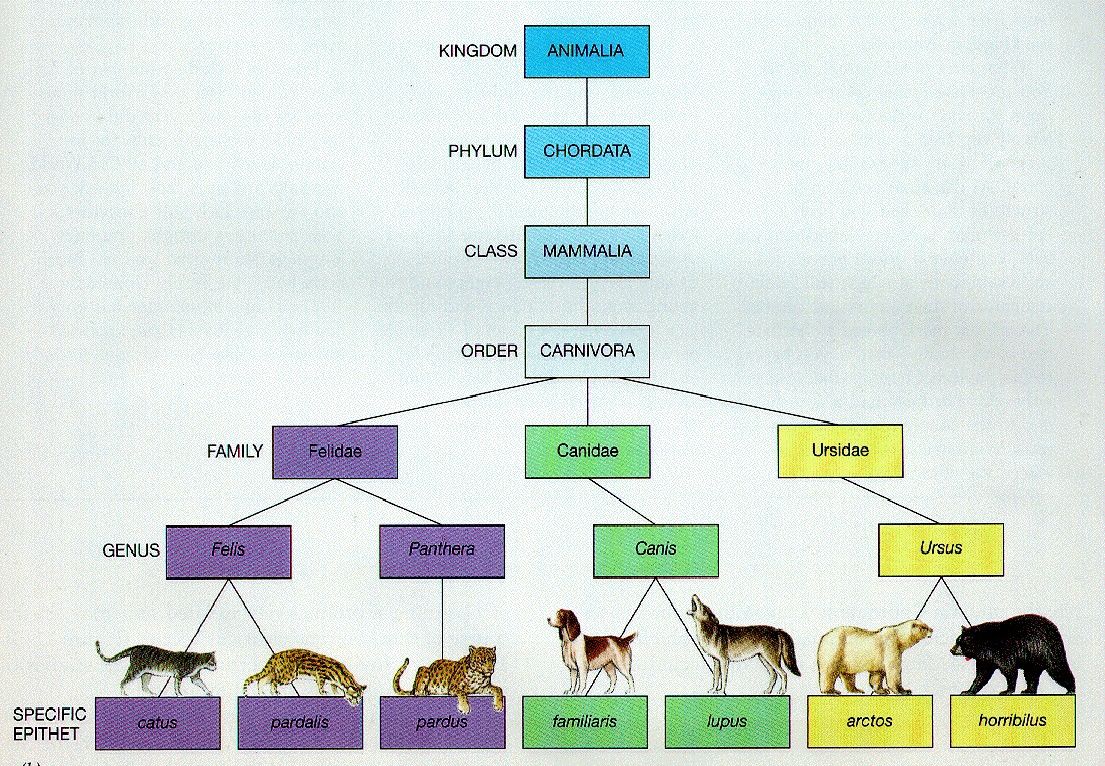 KINGDOM ANIMALIA
PHYLUM CHORDATA
CLASS MAMMALIA
ORDER CARNIVORA
FAMILY Felidae Canidae Ursidae
GENUS Felis Panthera Canis Ursus
SPECIFIC
EPITHET catus pardalis pardus familiaris lupus arctos horribilus